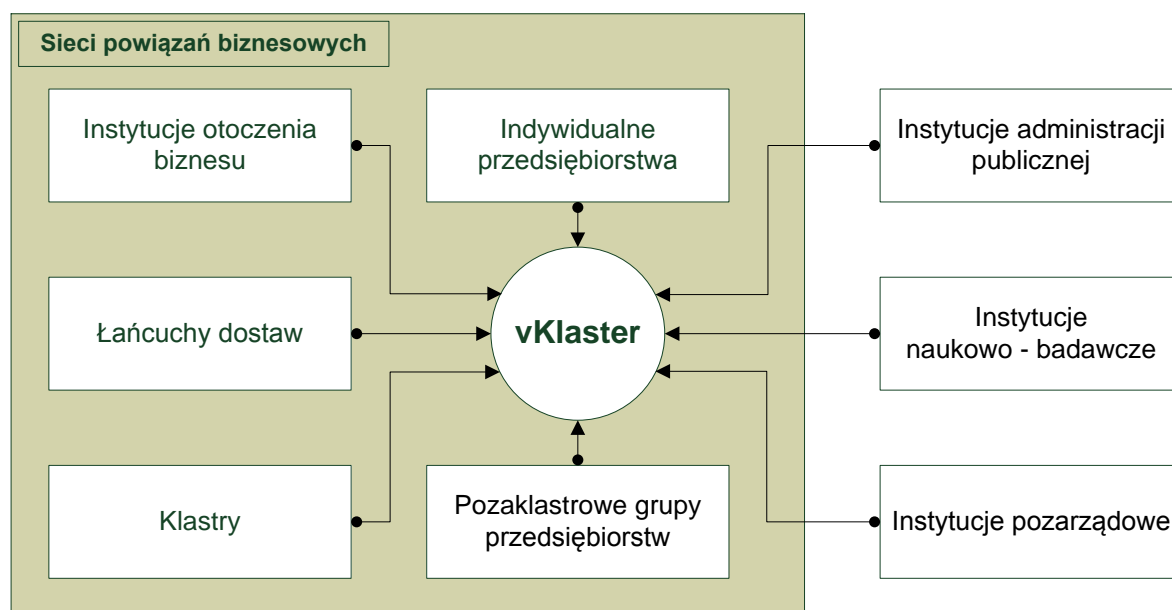 Sieci powiązań biznesowych
Instytucje otoczenia
biznesu
Indywidualne
przedsiębiorstwa
Instytucje administracji
publicznej
Łańcuchy dostaw
vKlaster
Instytucje
naukowo - badawcze
Klastry
Pozaklastrowe grupy
przedsiębiorstw
Instytucje pozarządowe